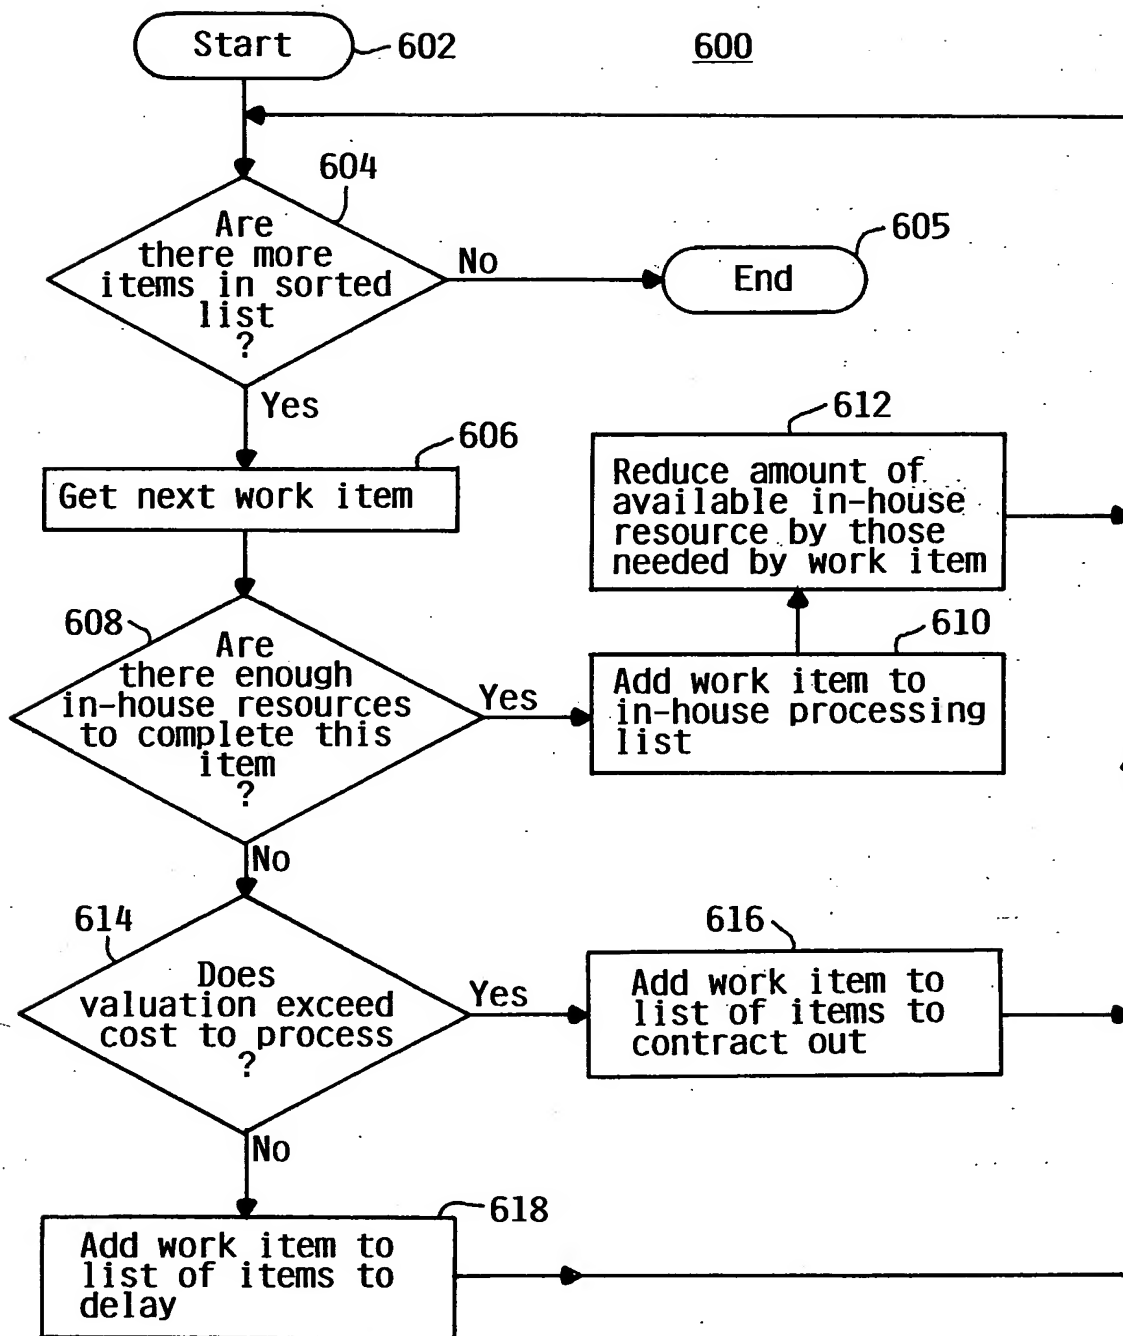 Start
602
600
604
Are
there more
items in sorted
list
?
No
605
End
Yes
606
Get next work item
612
Reduce amount of
available in-house
resource by those
needed by work item
608
Are
there enough
in-house resources
to complete this
item
?
Yes
610
Add work item to
in-house processing
list
No
614
Does
valuation exceed
cost to process
?
Yes
616
Add work item to
list of items to
contract out
No
618
Add work item to
list of items to
delay